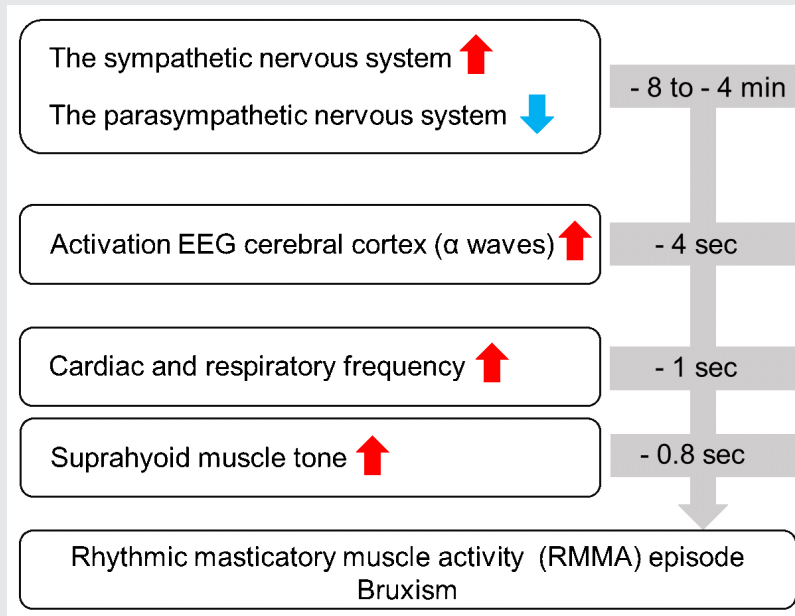 The sympathetic nervous system
- 8 to - 4 min
The parasympathetic nervous system
Activation EEG cerebral cortex (α waves)
- 4 sec
Cardiac and respiratory frequency
- 1 sec
Suprahyoid muscle tone
- 0.8 sec
Rhythmic masticatory muscle activity (RMMA) episode
Bruxism